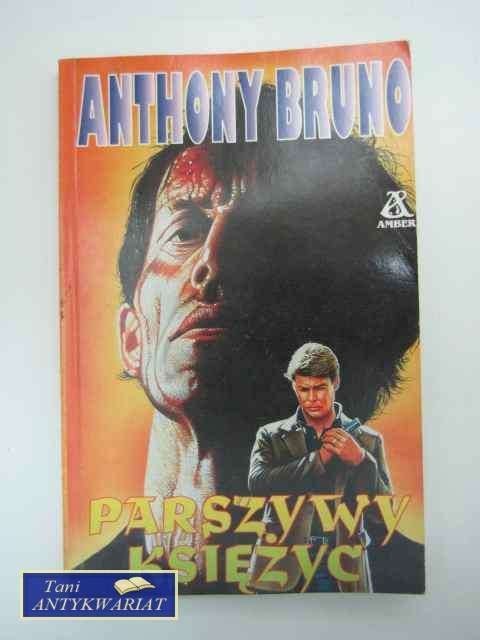 ANTHONY BRUNO
AMBER
PARSZYWY
KSIĘŻYC
Tani
ANTYKWARIAT